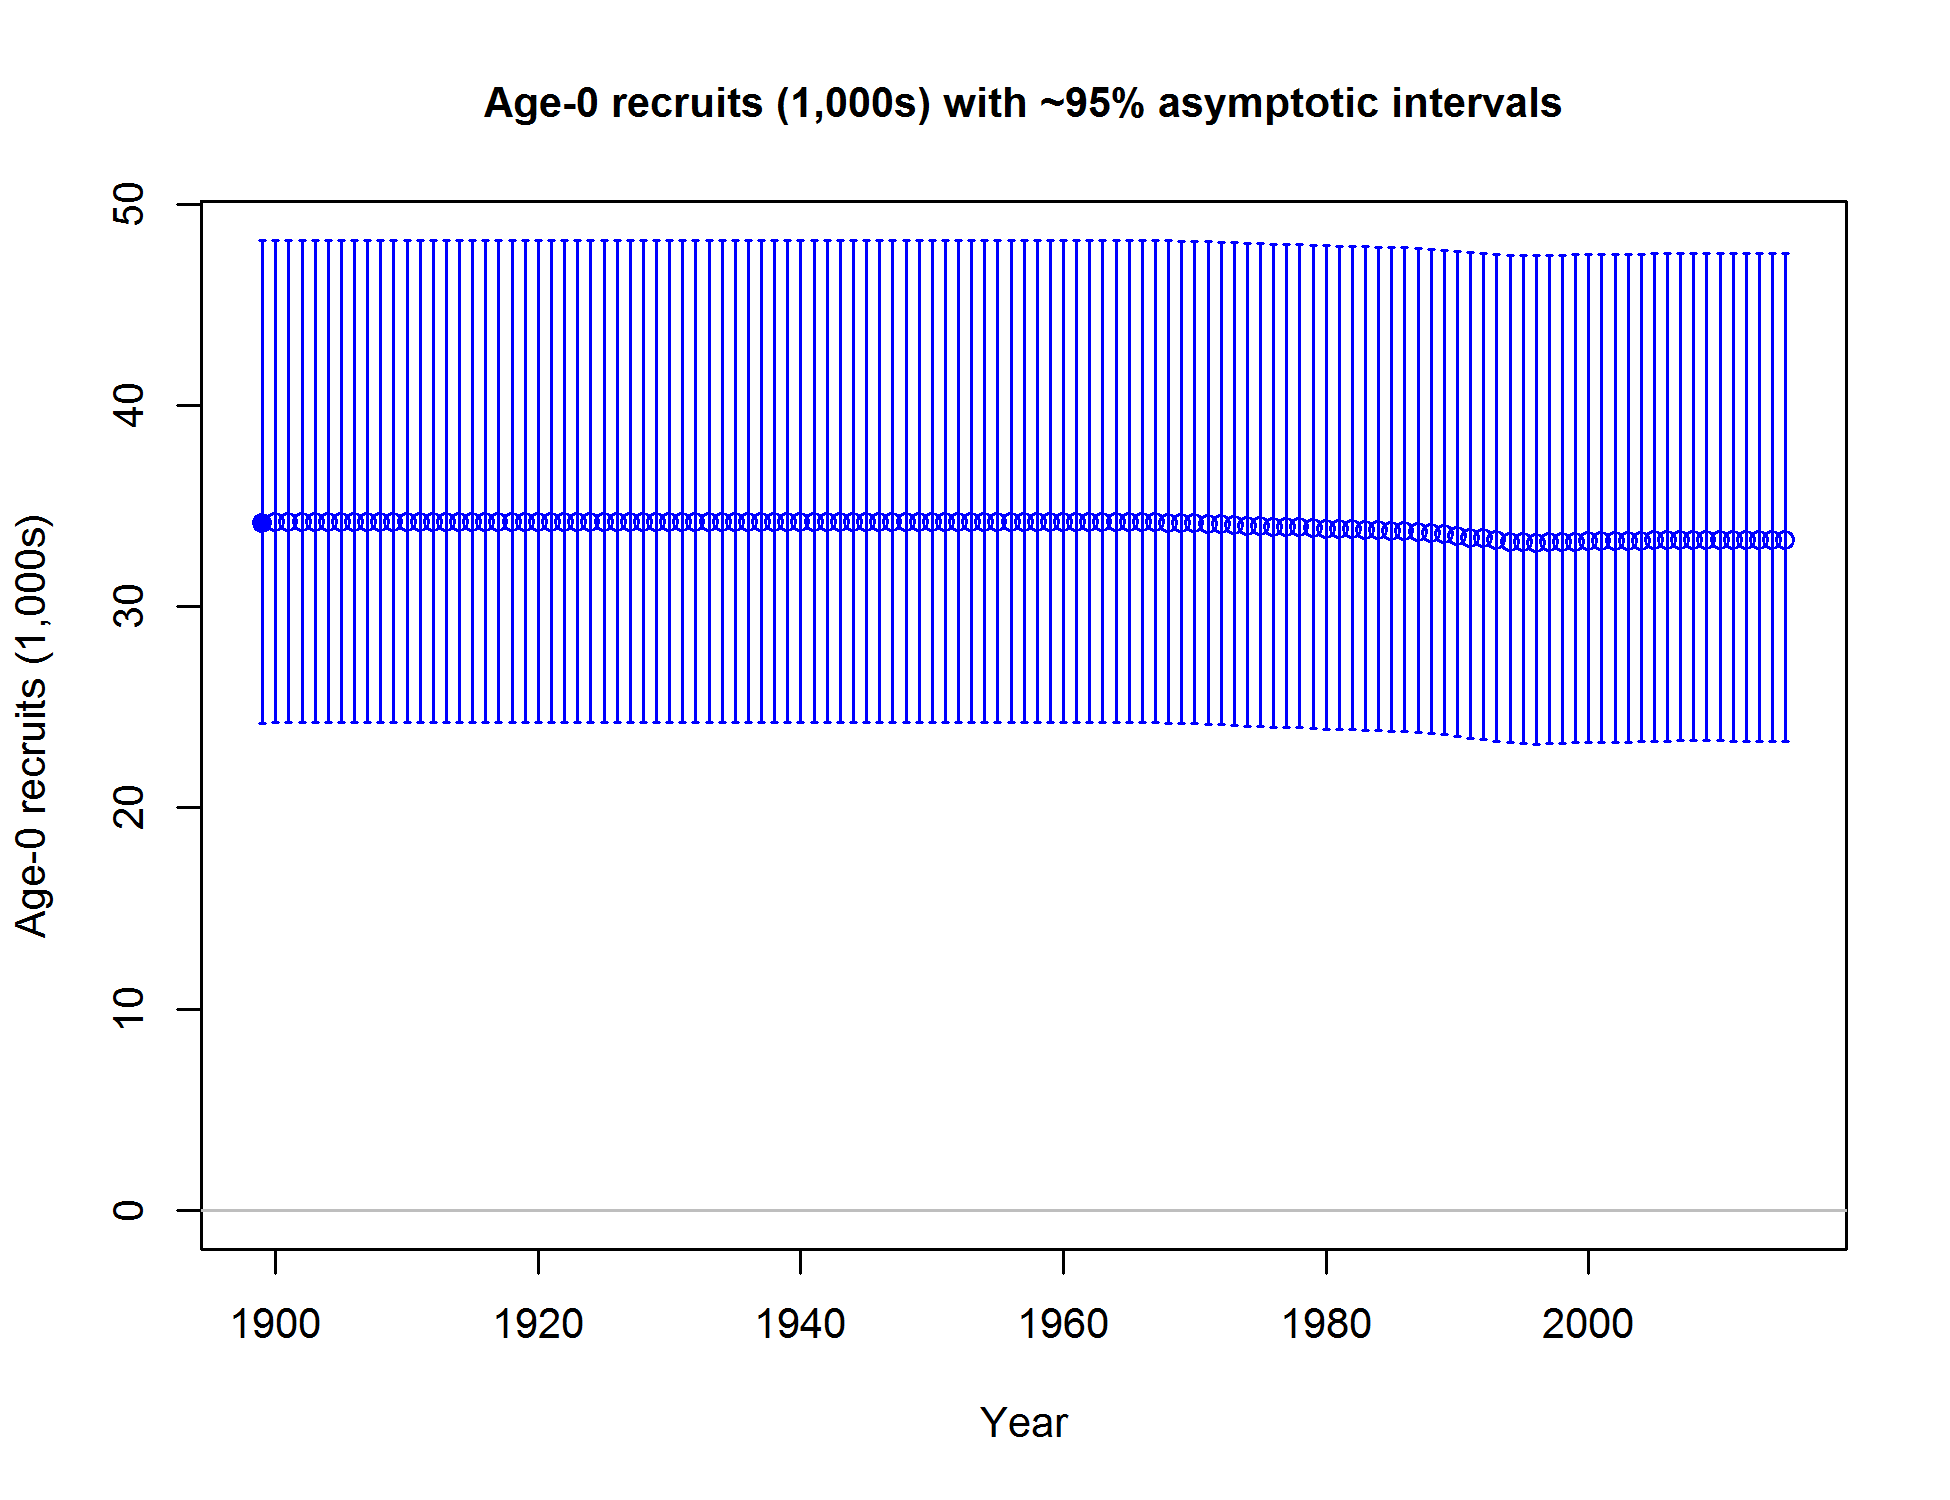 Age-0 recruits (1,000s) with ~95% asymptotic intervals
Age-0 recruits (1,000s)
50
40
30
20
10
0
1900 1920 1940 1960 1980 2000
Year